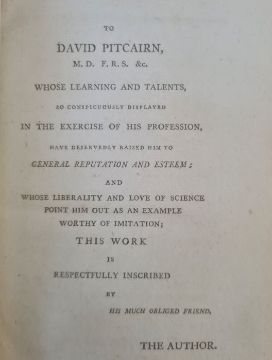 TO
DAVID PITCAIRN,
M. D. F. R. S. &c.
WHOSE LEARNING AND TALENTS,
SO CONSPICUOUSLY DISPLAYED
IN THE EXERCISE OF HIS PROFESSION,
HAVE DESERVEDLY RAISED HIM TO
GENERAL REPUTATION AND ESTEEM;
AND
WHOSE LIBERALITY AND LOVE OF SCIENCE
POINT HIM OUT AS AN EXAMPLE
WORTHY OF IMITATION;
THIS WORK
IS
RESPECTFULLY INSCRIBED
BY
HIS MUCH OBLIGED FRIEND,
THE AUTHOR.